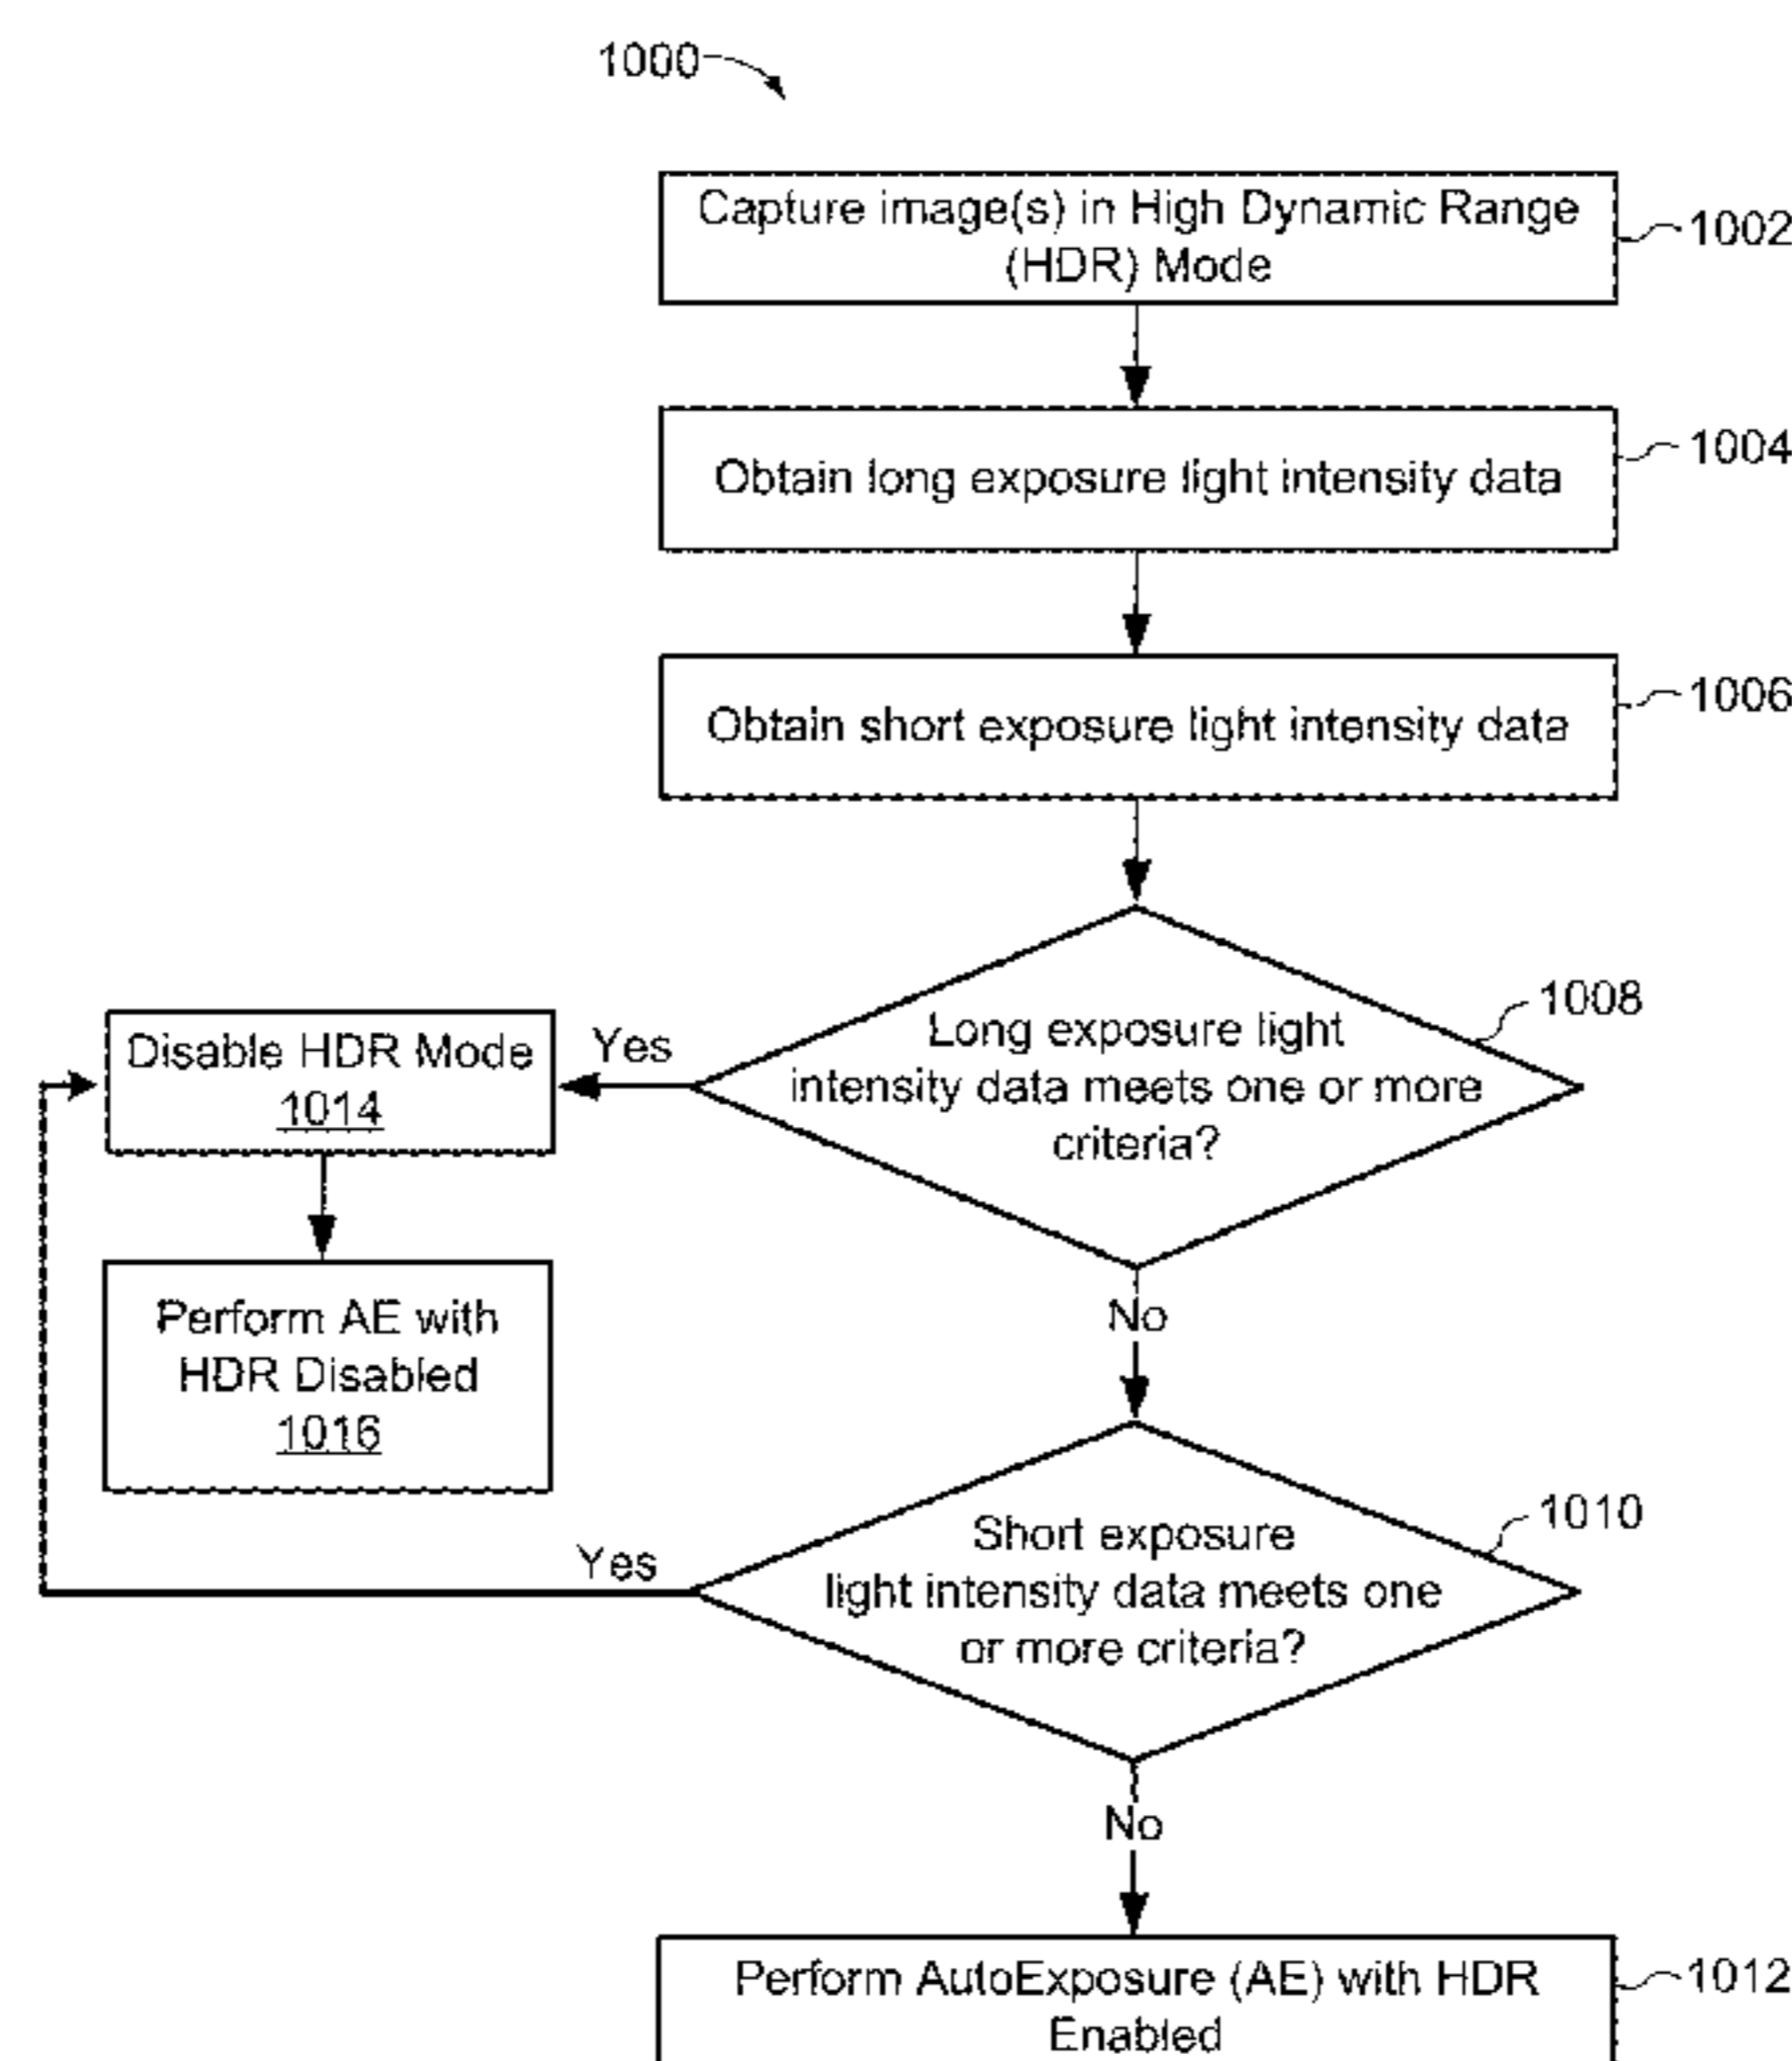 1000
Capture image(s) in High Dynamic Range
(HDR) Mode
1002
Obtain long exposure light intensity data
1004
Obtain short exposure light intensity data
1006
Long exposure light
intensity data meets one or more
criteria?
1008
Yes
Disable HDR Mode
1014
Perform AE with
HDR Disabled
1016
No
Short exposure
light intensity data meets one
or more criteria?
1010
Yes
No
Perform AutoExposure (AE) with HDR
Enabled
1012